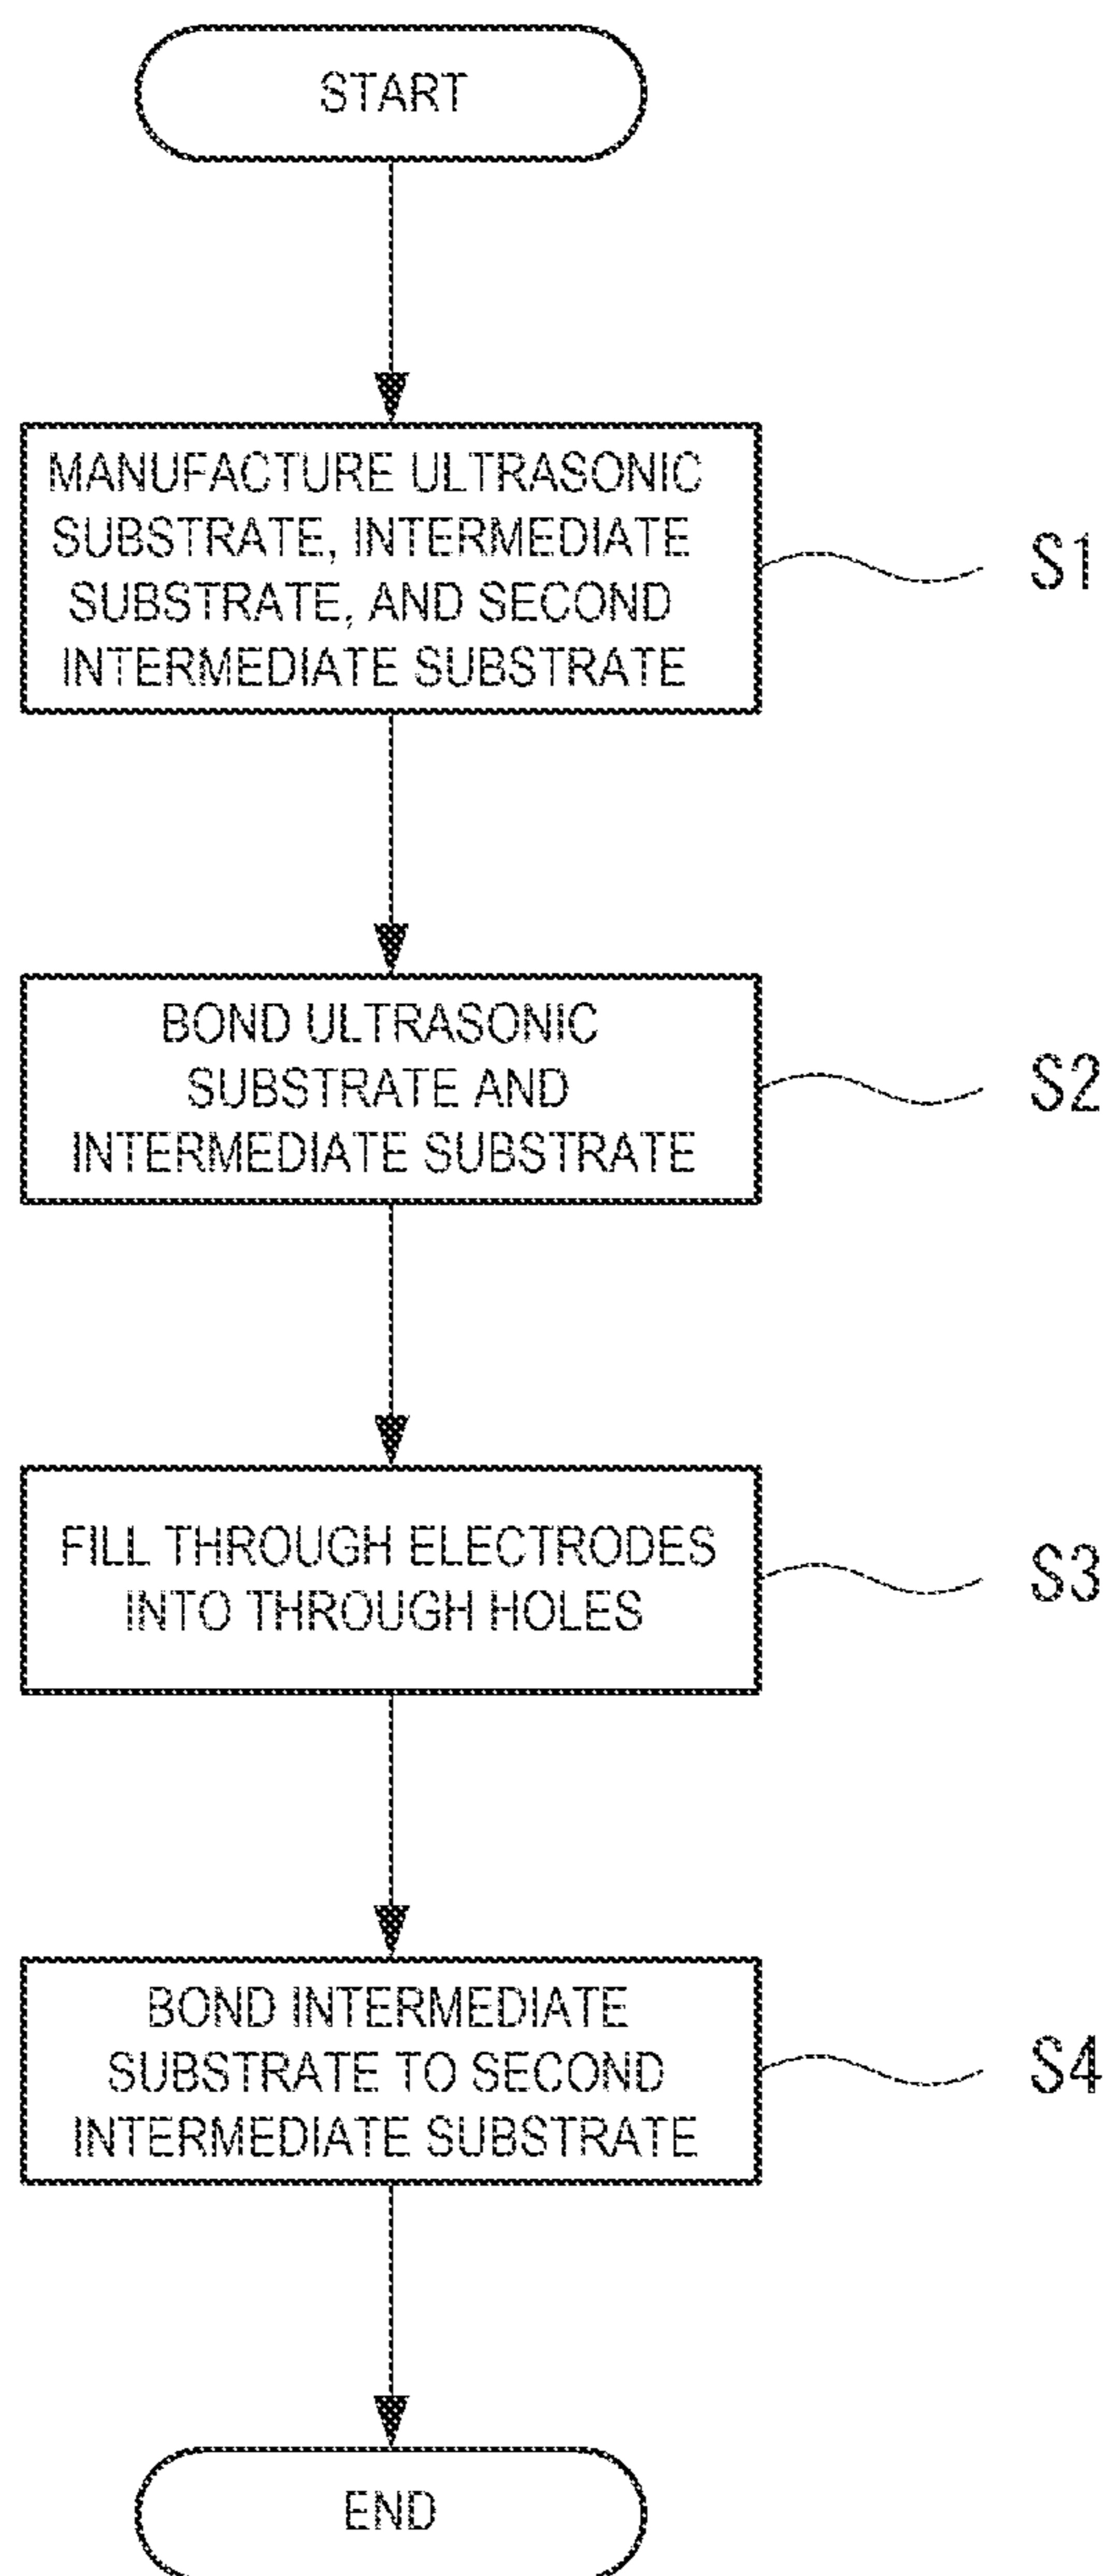 START
MANUFACTURE ULTRASONIC
SUBSTRATE, INTERMEDIATE
SUBSTRATE, AND SECOND
INTERMEDIATE SUBSTRATE
S1
BOND ULTRASONIC
SUBSTRATE AND
INTERMEDIATE SUBSTRATE
S2
FILL THROUGH ELECTRODES
INTO THROUGH HOLES
S3
BOND INTERMEDIATE
SUBSTRATE TO SECOND
INTERMEDIATE SUBSTRATE
S4
END